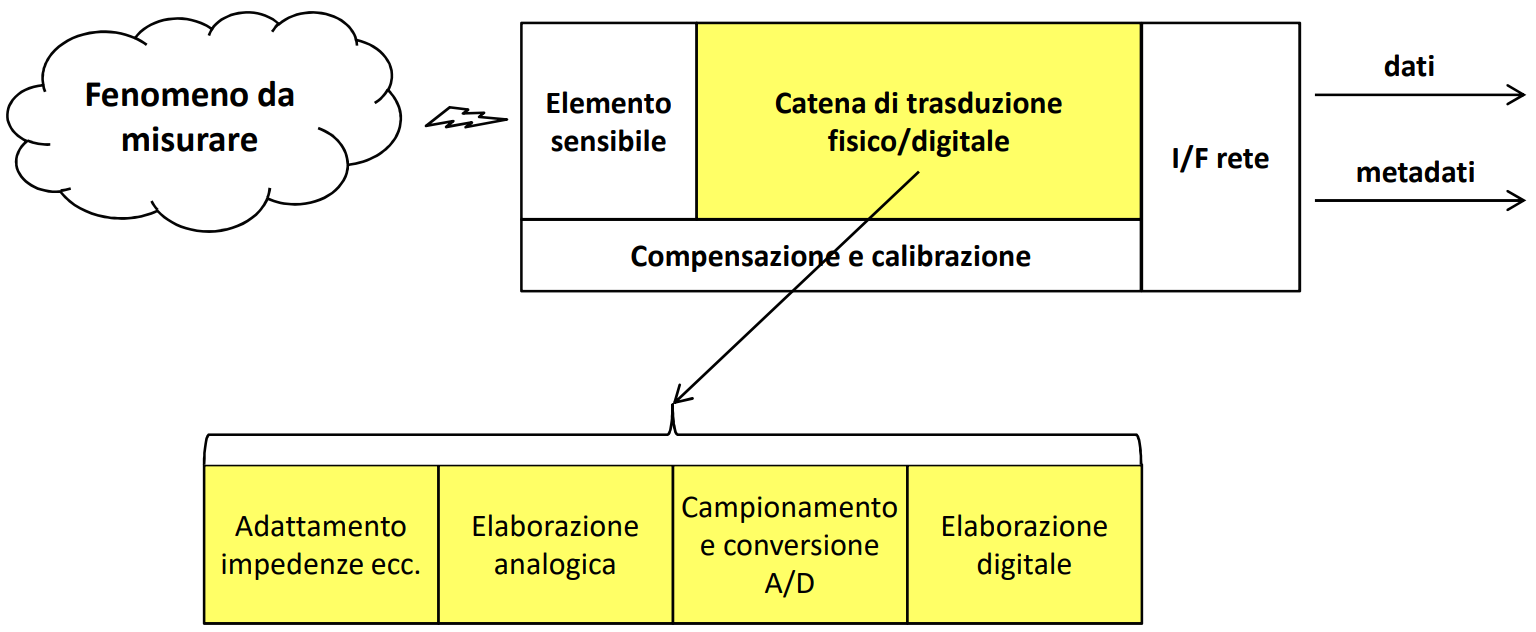 Fenomeno da
misurare
Elemento
sensibile
Catena di trasduzione
fisico/digitale
I/F rete
dati
metadati
Compensazione e calibrazione
Adattamento
impedenze ecc.
Elaborazione
analogica
Campionamento
e conversione
A/D
Elaborazione
digitale